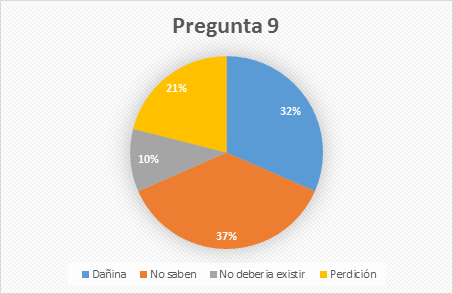 Pregunta 9
32%
37%
10%
21%
Dañina No saben No deberia existir Perdición